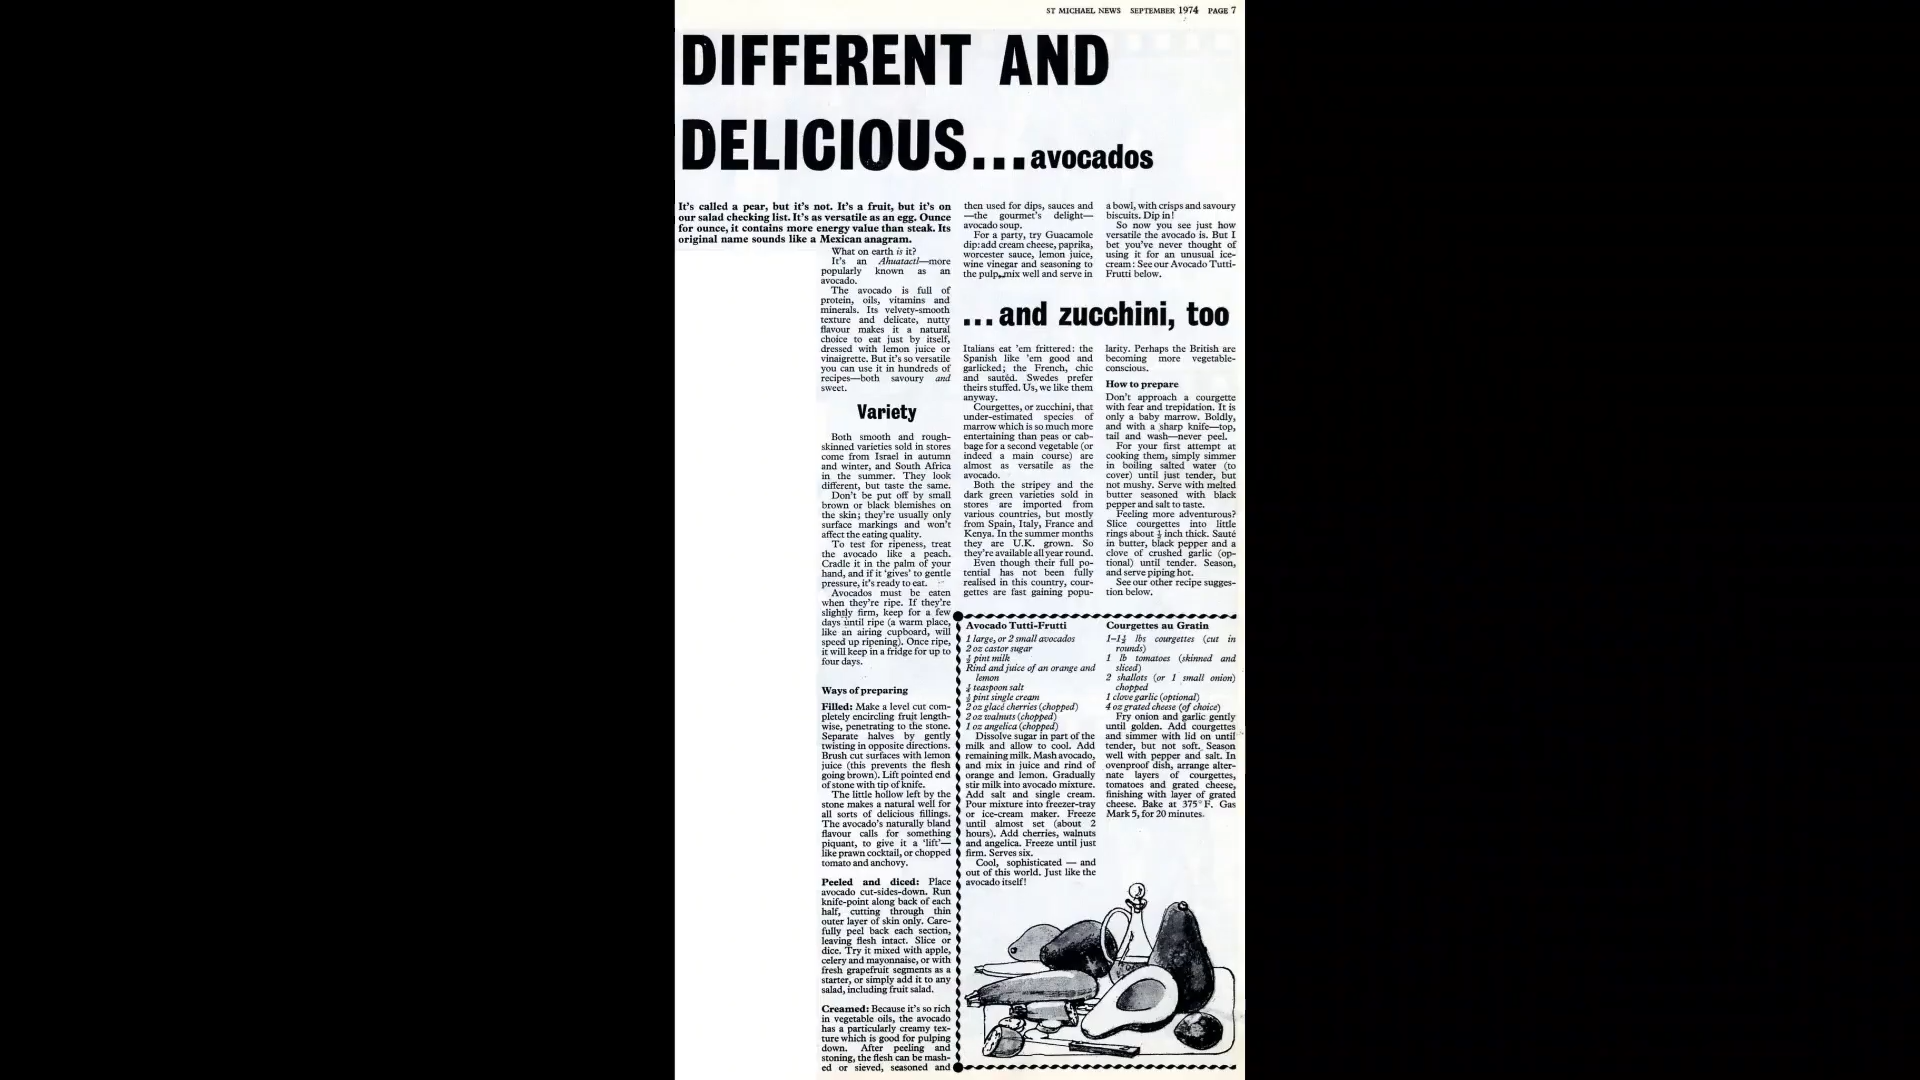 ST MICHAEL NEWS SEPTEMBER 1974 PAGE 7
DIFFERENT AND
DELICIOUS...avocados
It's called a pear, but it's not. It's a fruit, but it's on
our salad checking list. It's as versatile as an egg. Ounce
for ounce, it contains more energy value than steak. Its
original name sounds like a Mexican anagram.
What on earth is it?
It's an Ahuatactl—more
popularly known as an
avocado.
The avocado is full of
protein, oils, vitamins and
minerals. Its velvety-smooth
texture and delicate, nutty
flavour makes it a natural
choice to eat just by itself,
dressed with lemon juice or
vinaigrette. But it's so versatile
you can use it in hundreds of
recipes—both savoury and
sweet.
Variety
Both smooth and rough-
skinned varieties sold in stores
come from Israel in autumn
and winter, and South Africa
in the summer. They look
different, but taste the same.
Don't be put off by small
brown or black blemishes on
the skin; they're usually only
surface markings and won't
affect the eating quality.
To test for ripeness, treat
the avocado like a peach.
Cradle it in the palm of your
hand, and if it 'gives' to gentle
pressure, it's ready to eat.
Avocados must be eaten
when they're ripe. If they're
slightly firm, keep for a few
days until ripe (a warm place,
like an airing cupboard, will
speed up ripening). Once ripe,
it will keep in a fridge for up to
four days.
Ways of preparing
Filled: Make a level cut com-
pletely encircling fruit length-
wise, penetrating to the stone.
Separate halves by gently
twisting in opposite directions.
Brush cut surfaces with lemon
juice (this prevents the flesh
going brown). Lift pointed end
of stone with tip of knife.
The little hollow left by the
stone makes a natural well for
all sorts of delicious fillings.
The avocado's naturally bland
flavour calls for something
piquant, to give it a 'lift'—
like prawn cocktail, or chopped
tomato and anchovy.
Peeled and diced: Place
avocado cut-sides-down. Run
knife-point along back of each
half, cutting through thin
outer layer of skin only. Care-
fully peel back each section,
leaving flesh intact. Slice or
dice. Try it mixed with apple,
celery and mayonnaise, or with
fresh grapefruit segments as a
starter, or simply add it to any
salad, including fruit salad.
Creamed: Because it's so rich
in vegetable oils, the avocado
has a particularly creamy tex-
ture which is good for pulping
down. After peeling and
stoning, the flesh can be mash-
ed or sieved, seasoned and
then used for dips, sauces and
—the gourmet's delight—
avocado soup.
For a party, try Guacamole
dip: add cream cheese, paprika,
worcester sauce, lemon juice,
wine vinegar and seasoning to
the pulp, mix well and serve in
a bowl, with crisps and savoury
biscuits. Dip in!
So now you see just how
versatile the avocado is. But I
bet you've never thought of
using it for an unusual ice-
cream: See our Avocado Tutti-
Frutti below.
...and zucchini, too
Italians eat 'em frittered: the
Spanish like 'em good and
garlicked; the French, chic
and sautéd. Swedes prefer
theirs stuffed. Us, we like them
anyway.
Courgettes, or zucchini, that
under-estimated species of
marrow which is so much more
entertaining than peas or cab-
bage for a second vegetable (or
indeed a main course) are
almost as versatile as the
avocado.
Both the stripey and the
dark green varieties sold in
stores are imported from
various countries, but mostly
from Spain, Italy, France and
Kenya. In the summer months
they are U.K. grown. So
they're available all year round.
Even though their full po-
tential has not been fully
realised in this country, cour-
gettes are fast gaining popu-
larity. Perhaps the British are
becoming more vegetable-
conscious.
How to prepare
Don't approach a courgette
with fear and trepidation. It is
only a baby marrow. Boldly,
and with a sharp knife—top,
tail and wash—never peel.
For your first attempt at
cooking them, simply simmer
in boiling salted water (to
cover) until just tender, but
not mushy. Serve with melted
butter seasoned with black
pepper and salt to taste.
Feeling more adventurous?
Slice courgettes into little
rings about inch thick. Sauté
in butter, black pepper and a
clove of crushed garlic (op-
tional) until tender. Season,
and serve piping hot.
See our other recipe sugges-
tion below.
Avocado Tutti-Frutti
1 large, or 2 small avocados
2 oz castor sugar
pint milk
Rind and juice of an orange and
lemon
teaspoon salt
pint single cream
2 oz glacé cherries (chopped)
2 oz walnuts (chopped)
1 oz angelica (chopped)
Dissolve sugar in part of the
milk and allow to cool. Add
remaining milk. Mash avocado,
and mix in juice and rind of
orange and lemon. Gradually
stir milk into avocado mixture.
Add salt and single cream.
Pour mixture into freezer-tray
or ice-cream maker. Freeze
until almost set (about 2
hours). Add cherries, walnuts
and angelica. Freeze until just
firm. Serves six.
Cool, sophisticated — and
out of this world. Just like the
avocado itself!
Courgettes au Gratin
1–1½ lbs courgettes (cut in
rounds)
1 lb tomatoes (skinned and
sliced)
2 shallots (or 1 small onion)
chopped
1 clove garlic (optional)
4 oz grated cheese (of choice)
Fry onion and garlic gently
until golden. Add courgettes
and simmer with lid on until
tender, but not soft. Season
well with pepper and salt. In
ovenproof dish, arrange alter-
nate layers of courgettes,
tomatoes and grated cheese,
finishing with layer of grated
cheese. Bake at 375° F. Gas
Mark 5, for 20 minutes.